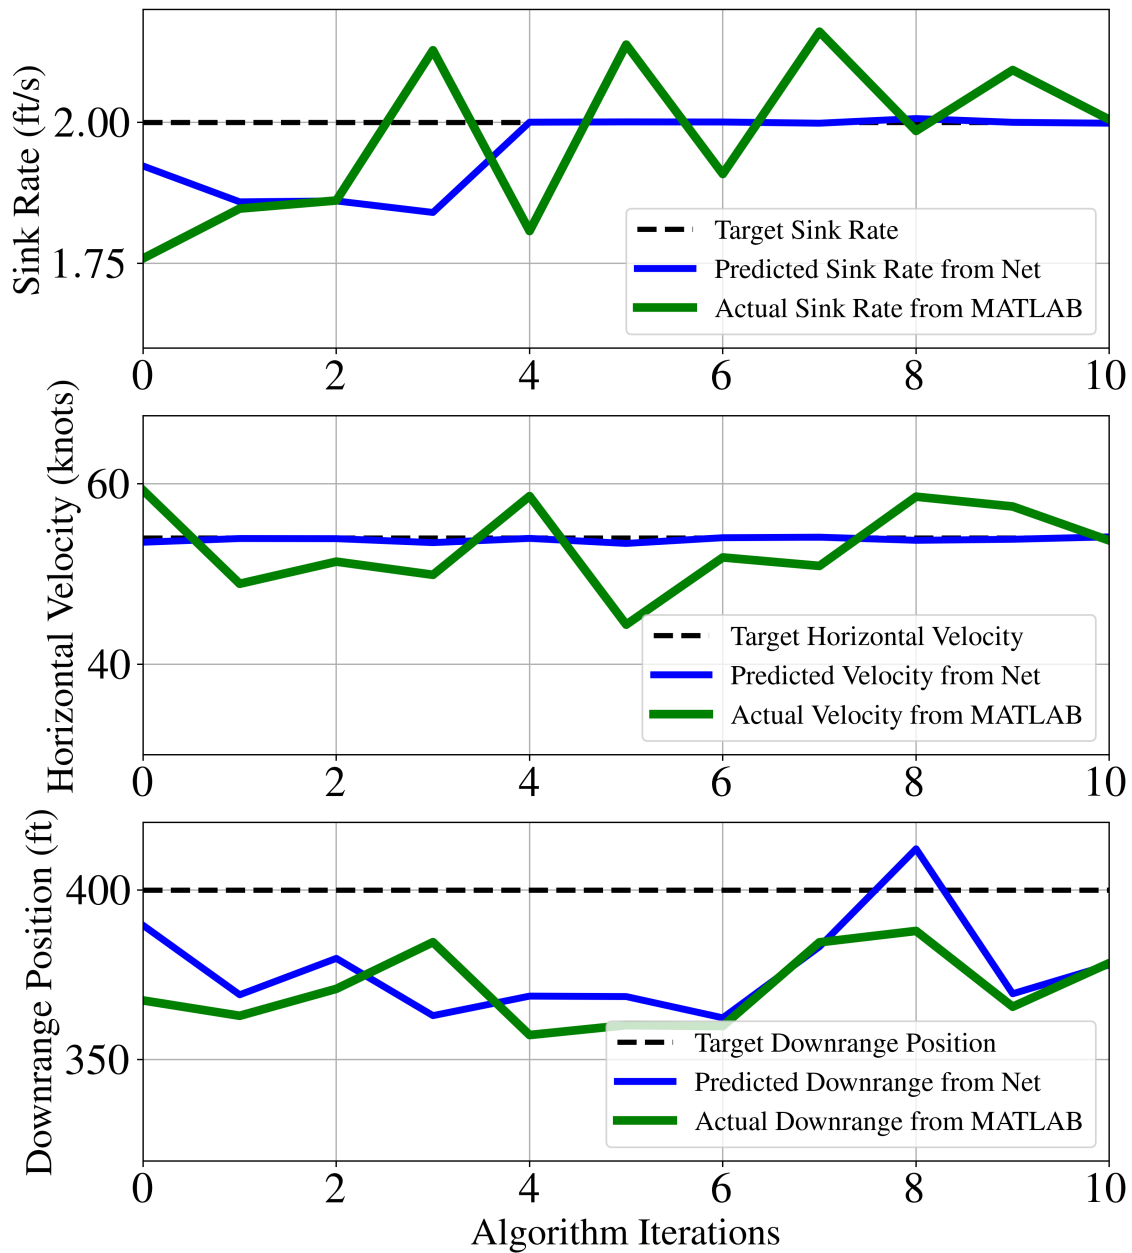 Sink Rate (ft/s)
2.00
1.75
Target Sink Rate
Predicted Sink Rate from Net
Actual Sink Rate from MATLAB
0 2 4 6 8 10
Horizontal Velocity (knots)
60
40
Target Horizontal Velocity
Predicted Velocity from Net
Actual Velocity from MATLAB
0 2 4 6 8 10
Downrange Position (ft)
400
350
Target Downrange Position
Predicted Downrange from Net
Actual Downrange from MATLAB
0 2 4 6 8 10
Algorithm Iterations